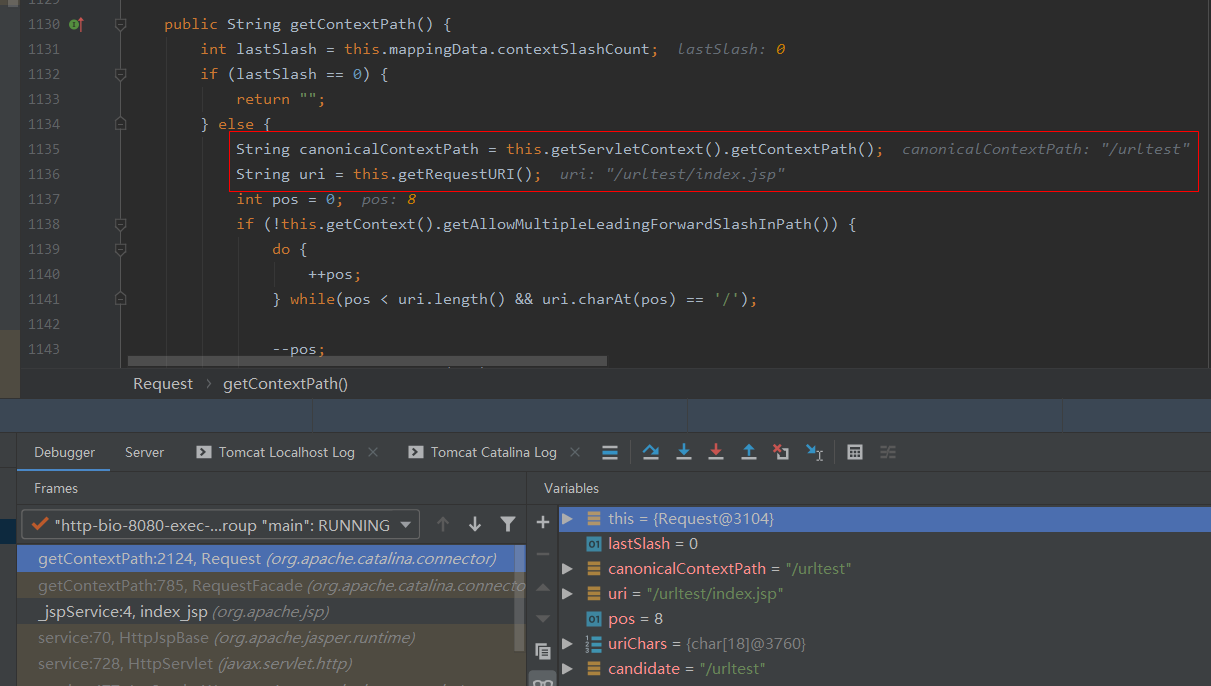 1129
1130 public String getContextPath() {
1131 int lastSlash = this.mappingData.contextSlashCount; lastSlash: 0
1132 if (lastSlash == 0) {
1133 return "";
1134 } else {
1135 String canonicalContextPath = this.getServletContext().getContextPath(); canonicalContextPath: "/urltest"
1136 String uri = this.getRequestURI(); uri: "/urltest/index.jsp"
1137 int pos = 0; pos: 8
1138 if (!this.getContext().getAllowMultipleLeadingForwardSlashInPath()) {
1139 do {
1140 ++pos;
1141 } while(pos < uri.length() && uri.charAt(pos) == '/');
1142
1143 --pos;
Request > getContextPath()
Debugger Server Tomcat Localhost Log × Tomcat Catalina Log ×
Frames
"http-bio-8080-exec-...roup "main": RUNNING
getContextPath:2124, Request (org.apache.catalina.connector)
getContextPath:785, RequestFacade (org.apache.catalina.connecto
_jspService:4, index_jsp (org.apache.jsp)
service:70, HttpJspBase (org.apache.jasper.runtime)
service:728, HttpServlet (javax.servlet.http)
Variables
this = {Request@3104}
01 lastSlash = 0
canonicalContextPath = "/urltest"
uri = "/urltest/index.jsp"
01 pos = 8
uriChars = {char[18]@3760}
candidate = "/urltest"